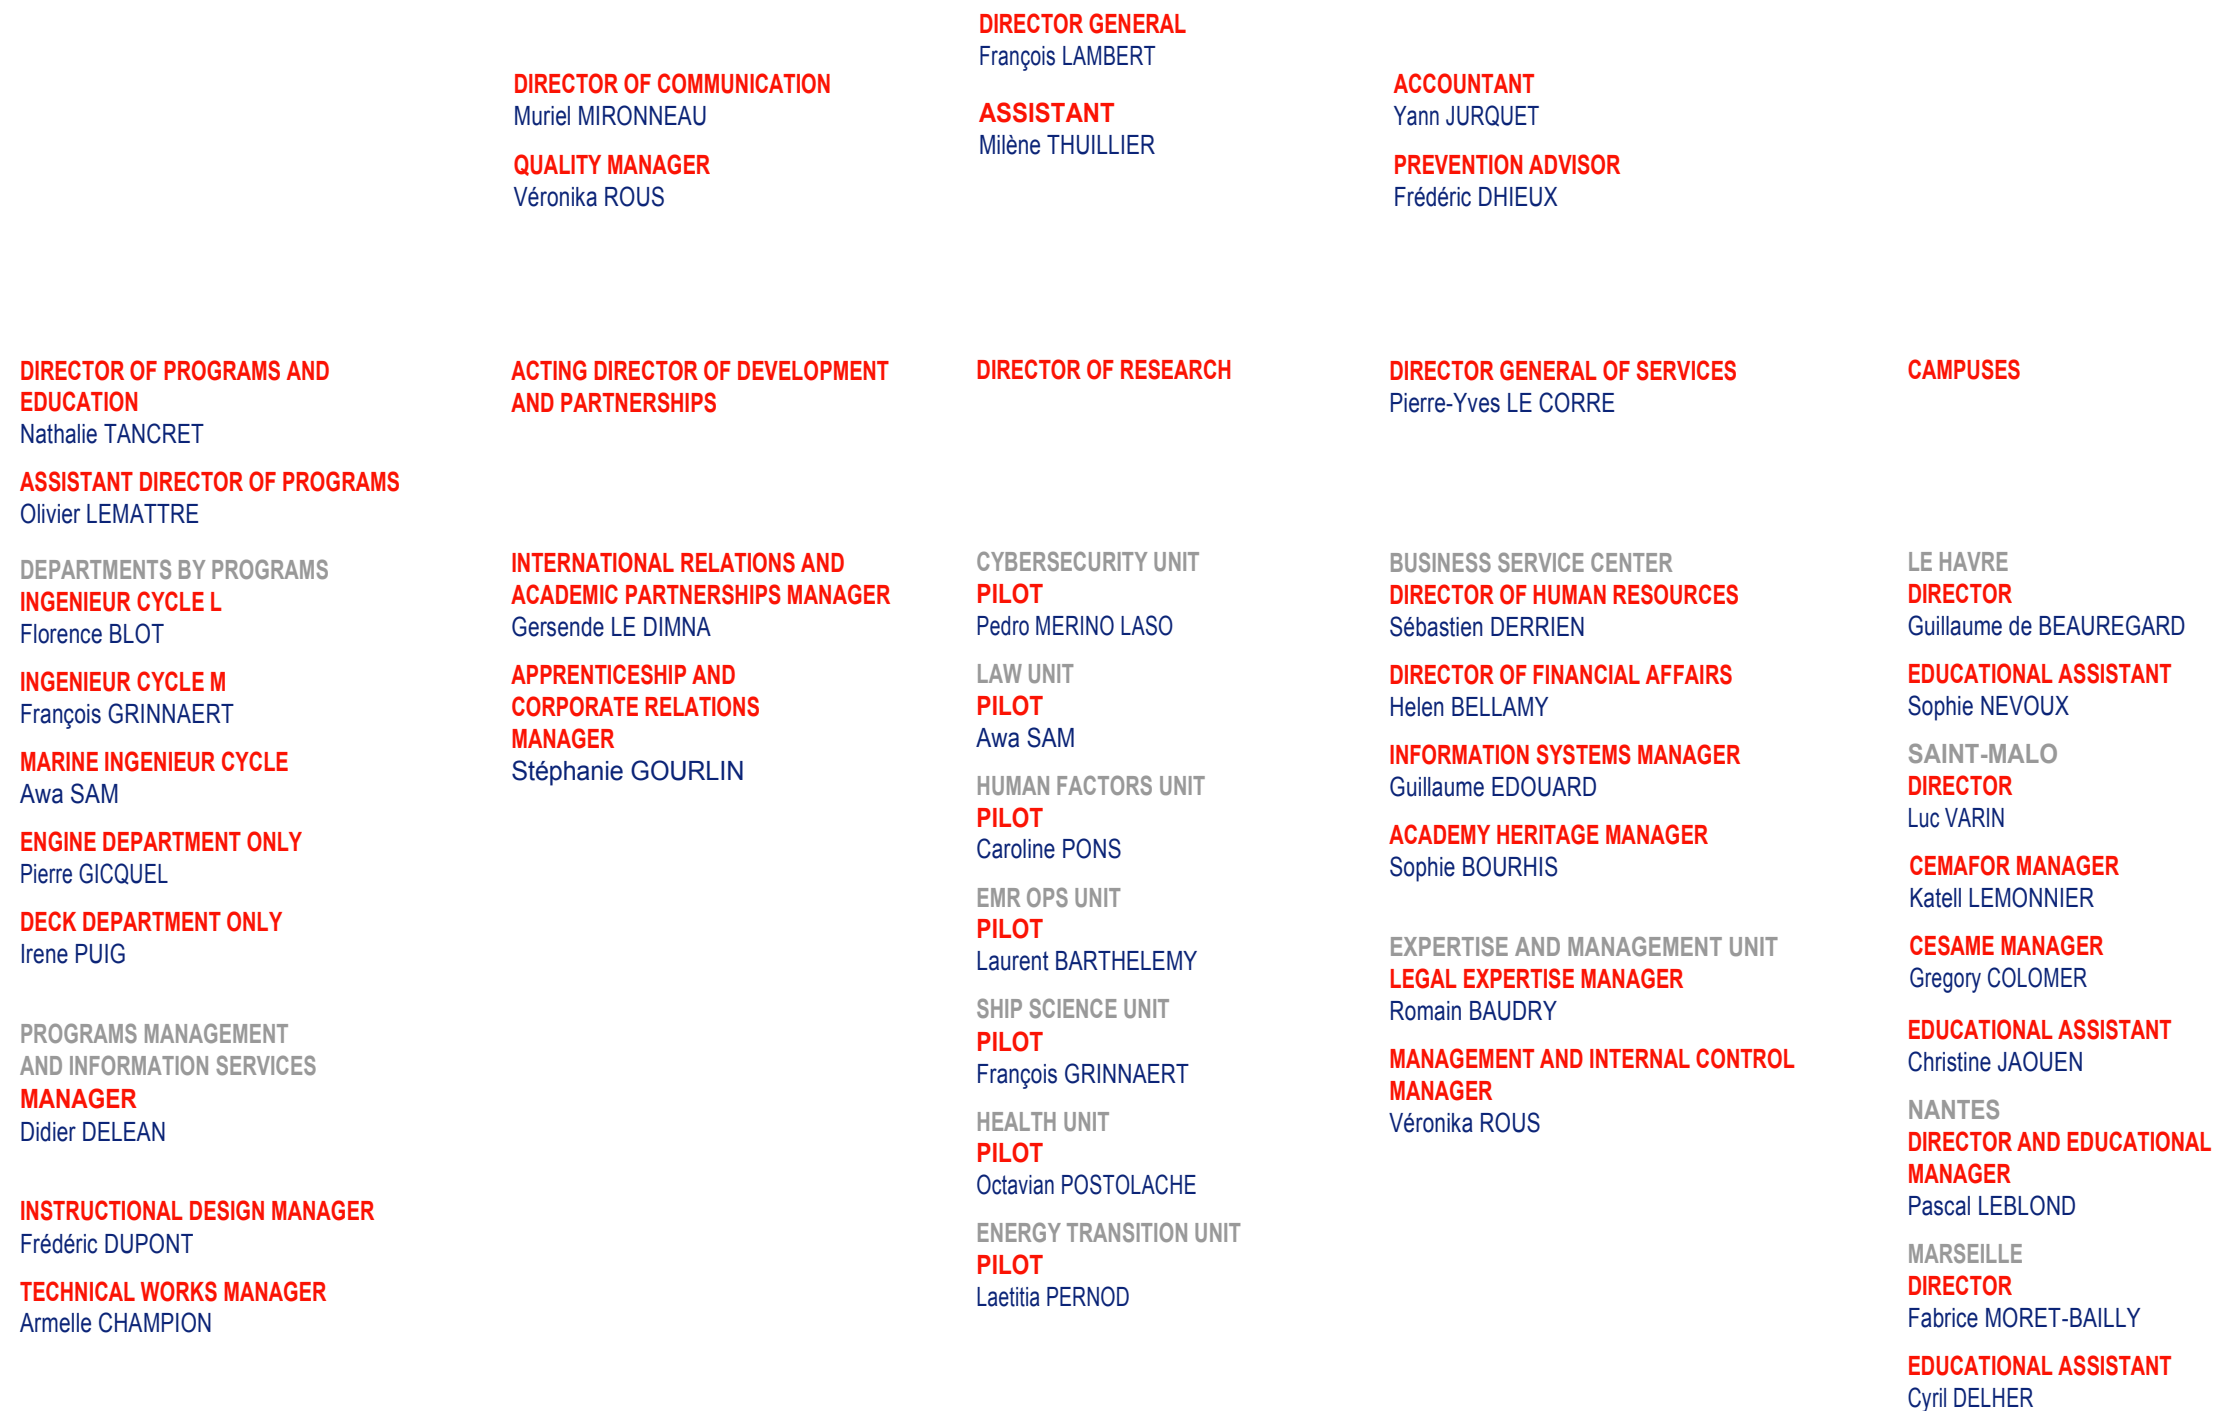 DIRECTOR GENERAL
François LAMBERT
ASSISTANT
Milène THUILLIER
DIRECTOR OF COMMUNICATION
Muriel MIRONNEAU
QUALITY MANAGER
Véronika ROUS
ACCOUNTANT
Yann JURQUET
PREVENTION ADVISOR
Frédéric DHIEUX
DIRECTOR OF PROGRAMS AND
EDUCATION
Nathalie TANCRET
ASSISTANT DIRECTOR OF PROGRAMS
Olivier LEMATTRE
DEPARTMENTS BY PROGRAMS
INGENIEUR CYCLE L
Florence BLOT
INGENIEUR CYCLE M
François GRINNAERT
MARINE INGENIEUR CYCLE
Awa SAM
ENGINE DEPARTMENT ONLY
Pierre GICQUEL
DECK DEPARTMENT ONLY
Irene PUIG
PROGRAMS MANAGEMENT
AND INFORMATION SERVICES
MANAGER
Didier DELEAN
INSTRUCTIONAL DESIGN MANAGER
Frédéric DUPONT
TECHNICAL WORKS MANAGER
Armelle CHAMPION
ACTING DIRECTOR OF DEVELOPMENT
AND PARTNERSHIPS
INTERNATIONAL RELATIONS AND
ACADEMIC PARTNERSHIPS MANAGER
Gersende LE DIMNA
APPRENTICESHIP AND
CORPORATE RELATIONS
MANAGER
Stéphanie GOURLIN
DIRECTOR OF RESEARCH
CYBERSECURITY UNIT
PILOT
Pedro MERINO LASO
LAW UNIT
PILOT
Awa SAM
HUMAN FACTORS UNIT
PILOT
Caroline PONS
EMR OPS UNIT
PILOT
Laurent BARTHELEMY
SHIP SCIENCE UNIT
PILOT
François GRINNAERT
HEALTH UNIT
PILOT
Octavian POSTOLACHE
ENERGY TRANSITION UNIT
PILOT
Laetitia PERNOD
DIRECTOR GENERAL OF SERVICES
Pierre-Yves LE CORRE
BUSINESS SERVICE CENTER
DIRECTOR OF HUMAN RESOURCES
Sébastien DERRIEN
DIRECTOR OF FINANCIAL AFFAIRS
Helen BELLAMY
INFORMATION SYSTEMS MANAGER
Guillaume EDOUARD
ACADEMY HERITAGE MANAGER
Sophie BOURHIS
EXPERTISE AND MANAGEMENT UNIT
LEGAL EXPERTISE MANAGER
Romain BAUDRY
MANAGEMENT AND INTERNAL CONTROL
MANAGER
Véronika ROUS
CAMPUSES
LE HAVRE
DIRECTOR
Guillaume de BEAUREGARD
EDUCATIONAL ASSISTANT
Sophie NEVOUX
SAINT-MALO
DIRECTOR
Luc VARIN
CEMAFOR MANAGER
Katell LEMONNIER
CESAME MANAGER
Gregory COLOMER
EDUCATIONAL ASSISTANT
Christine JAOUEN
NANTES
DIRECTOR AND EDUCATIONAL
MANAGER
Pascal LEBLOND
MARSEILLE
DIRECTOR
Fabrice MORET-BAILLY
EDUCATIONAL ASSISTANT
Cyril DELHER